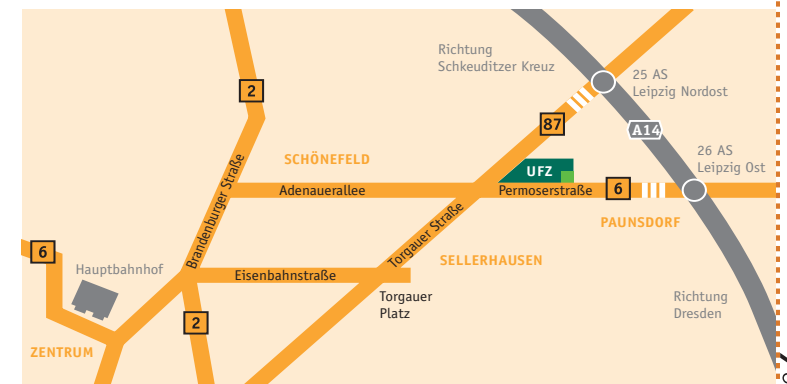 Richtung
Schkeuditzer Kreuz
25 AS
Leipzig Nordost
2
87
A14
26 AS
Leipzig Ost
SCHÖNEFELD
UFZ
Adenauerallee
Permoserstraße
6
Brandenburger Straße
PAUNSDORF
Torgauer Straße
6
Hauptbahnhof
Eisenbahnstraße
SELLERHAUSEN
Torgauer
Platz
Richtung
Dresden
2
ZENTRUM